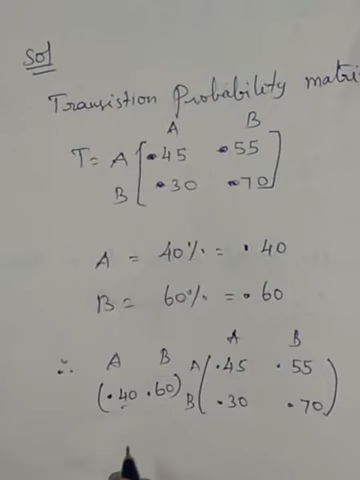 Sol
Transistion Probability matri
A B
T= A [ .45 .55 ]
B [ .30 .70 ]
A = 40% = .40
B = 60% = .60
A B
∴ A B A ( .45 .55 )
(.40 .60) B ( .30 .70 )